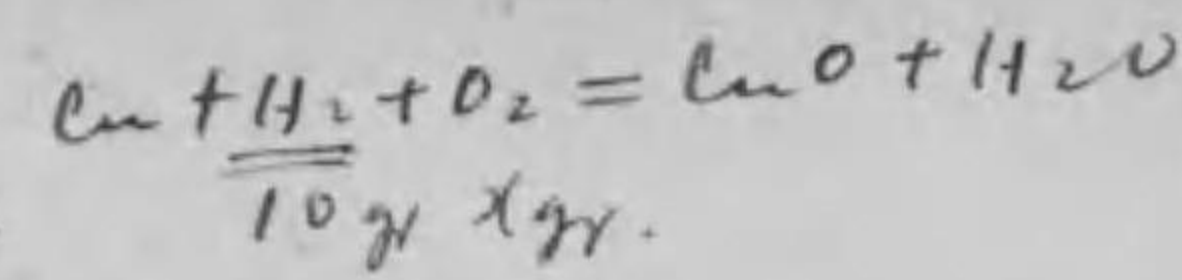 Cu + H2 + O2 = CuO + H2O
10 gr x gr.